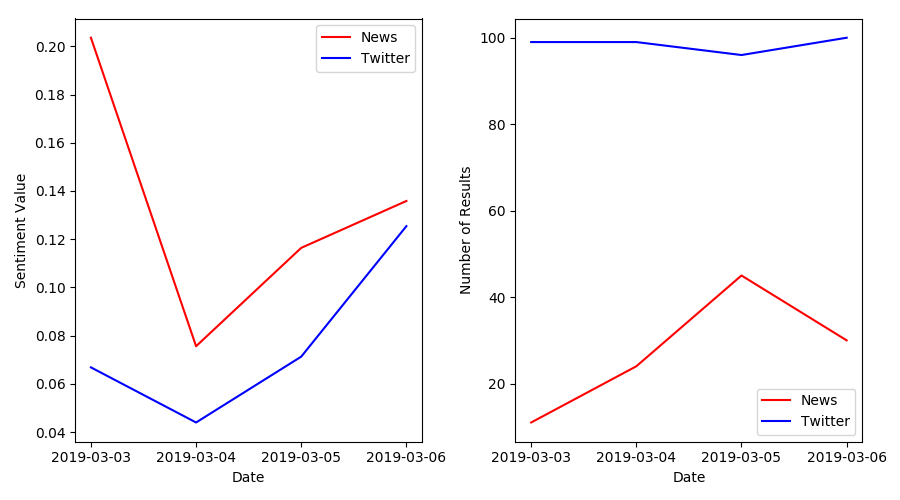 0.20
0.18
0.16
0.14
0.12
0.10
0.08
0.06
0.04
Sentiment Value
News
Twitter
2019-03-03 2019-03-04 2019-03-05 2019-03-06
Date
100
80
60
40
20
Number of Results
News
Twitter
2019-03-03 2019-03-04 2019-03-05 2019-03-06
Date